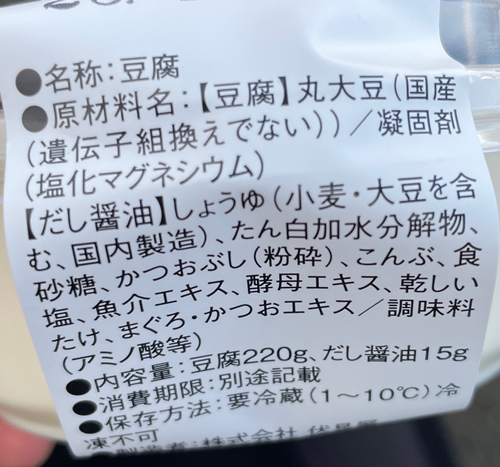 ●名称:豆腐
●原材料名:【豆腐】丸大豆(国産
(遺伝子組換えでない))/凝固剤
(塩化マグネシウム)
【だし醤油】しょうゆ(小麦・大豆を含
む、国内製造)、たん白加水分解物、
砂糖、かつおぶし(粉砕)、こんぶ、食
塩、魚介エキス、酵母エキス、乾しい
たけ、まぐろ・かつおエキス/調味料
(アミノ酸等)
●内容量:豆腐220g、だし醤油15g
●消費期限:別途記載
●保存方法:要冷蔵(1~10℃)冷
凍不可
●製造者:株式会社